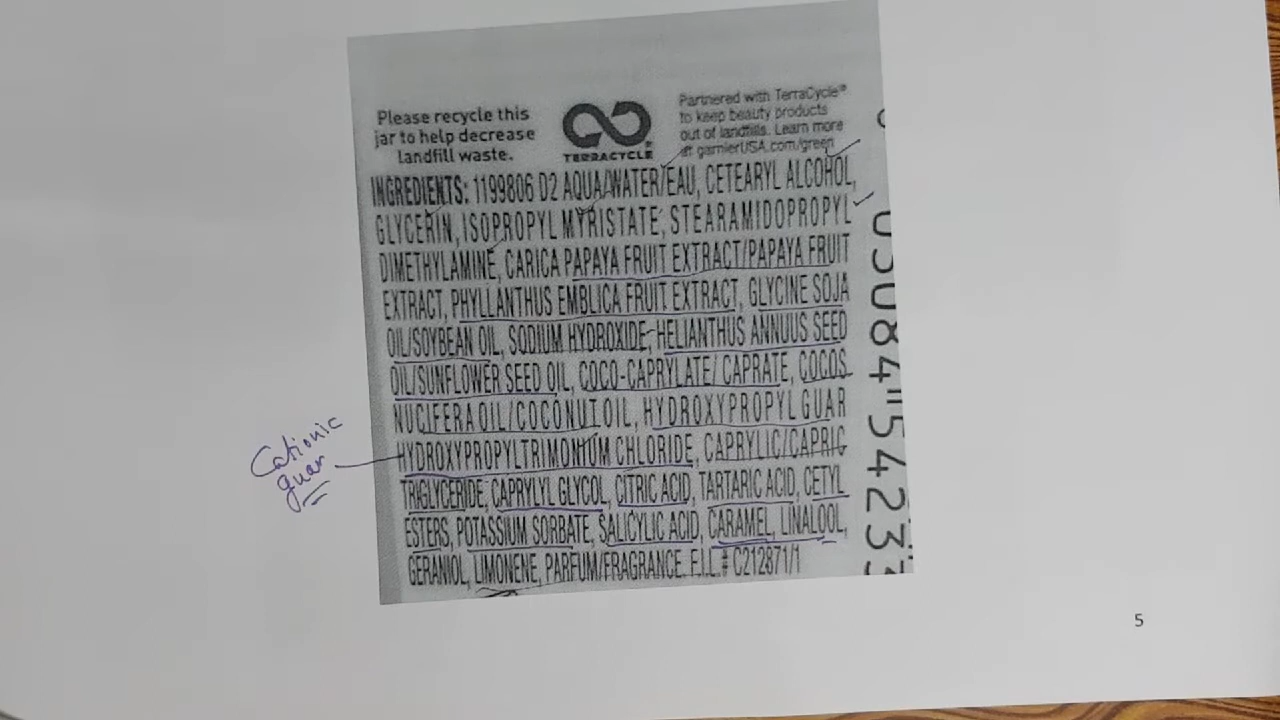 Please recycle this
jar to help decrease
landfill waste.
TERRACYCLE®
Partnered with TerraCycle®
to keep beauty products
out of landfills. Learn more
at garnierUSA.com/green
INGREDIENTS: 1199806 D2 AQUA/WATER/EAU, CETEARYL ALCOHOL,
GLYCERIN, ISOPROPYL MYRISTATE, STEARAMIDOPROPYL
DIMETHYLAMINE, CARICA PAPAYA FRUIT EXTRACT/PAPAYA FRUIT
EXTRACT, PHYLLANTHUS EMBLICA FRUIT EXTRACT, GLYCINE SOJA
OIL/SOYBEAN OIL, SODIUM HYDROXIDE, HELIANTHUS ANNUUS SEED
OIL/SUNFLOWER SEED OIL, COCO-CAPRYLATE/ CAPRATE, COCOS
NUCIFERA OIL/COCONUT OIL, HYDROXYPROPYL GUAR
HYDROXYPROPYLTRIMONIUM CHLORIDE, CAPRYLIC/CAPRIC
TRIGLYCERIDE, CAPRYLYL GLYCOL, CITRIC ACID, TARTARIC ACID, CETYL
ESTERS, POTASSIUM SORBATE, SALICYLIC ACID, CARAMEL, LINALOOL,
GERANIOL, LIMONENE, PARFUM/FRAGRANCE. F.I.L.# C212871/1
Cationic
guar
5